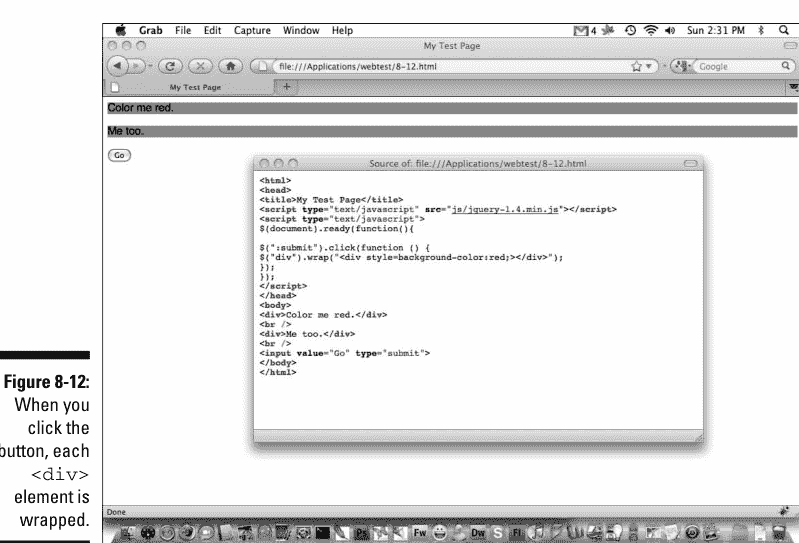 Grab File Edit Capture Window Help 4 Sun 2:31 PM
My Test Page
file:///Applications/webtest/8-12.html Google
My Test Page
Color me red.
Me too.
Go
Source of: file:///Applications/webtest/8-12.html
<html>
<head>
<title>My Test Page</title>
<script type="text/javascript" src="js/jquery-1.4.min.js"></script>
<script type="text/javascript">
$(document).ready(function(){
$(":submit").click(function () {
$("div").wrap("<div style=background-color:red;></div>");
});
});
</script>
</head>
<body>
<div>Color me red.</div>
<br />
<div>Me too.</div>
<br />
<input value="Go" type="submit">
</body>
</html>
Figure 8-12:
When you
click the
button, each
<div>
element is
wrapped.
Done
Ps Fw Dw S Fl